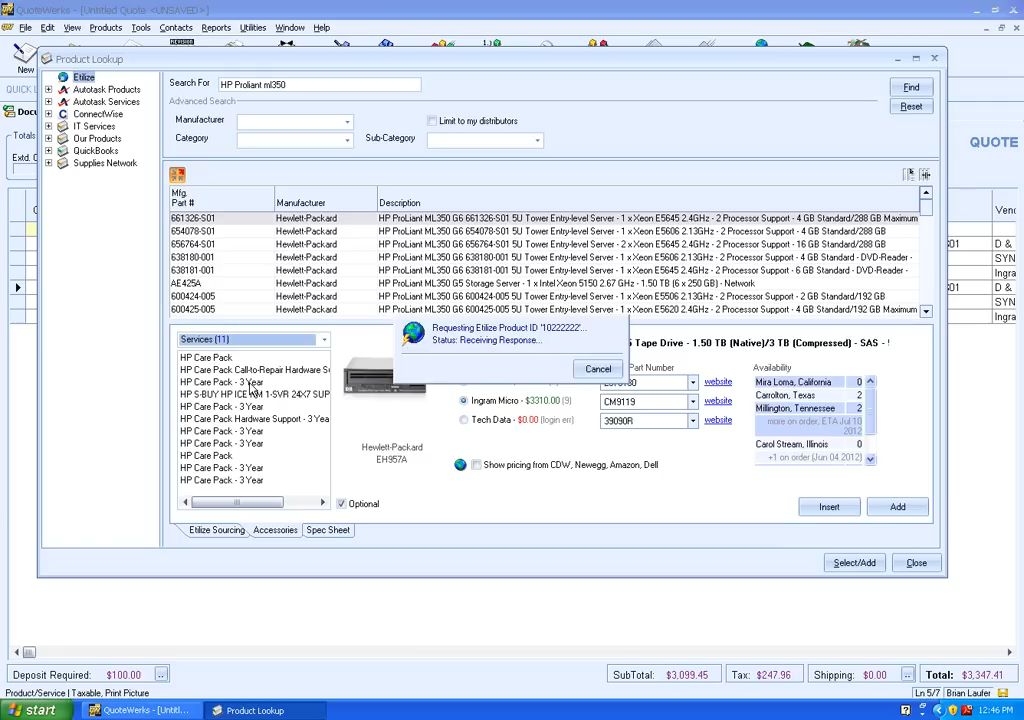 QuoteWerks - [Untitled Quote <UNSAVED>]
File Edit View Products Tools Contacts Reports Utilities Window Help
New
Product Lookup
QUICK
Etilize
Autotask Products
Autotask Services
ConnectWise
IT Services
Our Products
QuickBooks
Supplies Network
Search For HP Proliant ml350 Find
Advanced Search Reset
Manufacturer Limit to my distributors
Category Sub-Category
Docu
Totals
Extd. C
QUOTE
Mfg. Part # Manufacturer Description
661326-S01 Hewlett-Packard HP ProLiant ML350 G6 661326-S01 5U Tower Entry-level Server - 1 x Xeon E5645 2.4GHz - 2 Processor Support - 4 GB Standard/288 GB Maximum
654078-S01 Hewlett-Packard HP ProLiant ML350 G6 654078-S01 5U Tower Entry-level Server - 1 x Xeon E5606 2.13GHz - 2 Processor Support - 4 GB Standard/288 GB
656764-S01 Hewlett-Packard HP ProLiant ML350 G6 656764-S01 5U Tower Entry-level Server - 2 x Xeon E5645 2.4GHz - 2 Processor Support - 16 GB Standard/288 GB
638180-001 Hewlett-Packard HP ProLiant ML350 G6 638180-001 5U Tower Entry-level Server - 1 x Xeon E5606 2.13GHz - 2 Processor Support - 4 GB Standard - DVD-Reader -
638181-001 Hewlett-Packard HP ProLiant ML350 G6 638181-001 5U Tower Entry-level Server - 1 x Xeon E5645 2.4GHz - 2 Processor Support - 6 GB Standard - DVD-Reader -
AE425A Hewlett-Packard HP ProLiant ML350 G5 Storage Server - 1 x Intel Xeon 5150 2.67 GHz - 1.50 TB (6 x 250 GB) - Network
600424-005 Hewlett-Packard HP ProLiant ML350 G6 600424-005 5U Tower Entry-level Server - 1 x Xeon E5606 2.13GHz - 2 Processor Support - 2 GB Standard/192 GB
600425-005 Hewlett-Packard HP ProLiant ML350 G6 600425-005 5U Tower Entry-level Server - 1 x Xeon E5620 2.4GHz - 2 Processor Support - 4 GB Standard/192 GB Maximum
Vend
S01 D & 
SYN
Ingra
S01 D & 
SYN
Ingra
Requesting Etilize Product ID '10222222'...
Status: Receiving Response...
Cancel
Services (11)
HP Care Pack
HP Care Pack Call-to-Repair Hardware Su
HP Care Pack - 3 Year
HP Care Pack - 3 Year
HP Care Pack Hardware Support - 3 Year
HP Care Pack - 3 Year
HP Care Pack - 3 Year
HP Care Pack
HP Care Pack - 3 Year
HP Care Pack - 3 Year
Optional
Hewlett-Packard
EH957A
Tape Drive - 1.50 TB (Native)/3 TB (Compressed) - SAS -
Part Number
website
Ingram Micro - $3310.00 (9) CM9119 website
Tech Data - $0.00 (login err) 39090R website
Show pricing from CDW, Newegg, Amazon, Dell
Availability
Mira Loma, California 0
Carrolton, Texas 2
Millington, Tennessee 2
more on order, ETA Jul 10 2012
Carol Stream, Illinois 0
+1 on order (Jun 04 2012)
Insert Add
Etilize Sourcing Accessories Spec Sheet
Select/Add Close
Deposit Required: $100.00 ... SubTotal: $3,099.45 Tax: $247.96 Shipping: $0.00 ... Total: $3,347.41
Product/Service | Taxable, Print Picture Ln 5/7 Brian Laufer
start QuoteWerks - [Untitl... Product Lookup 12:46 PM